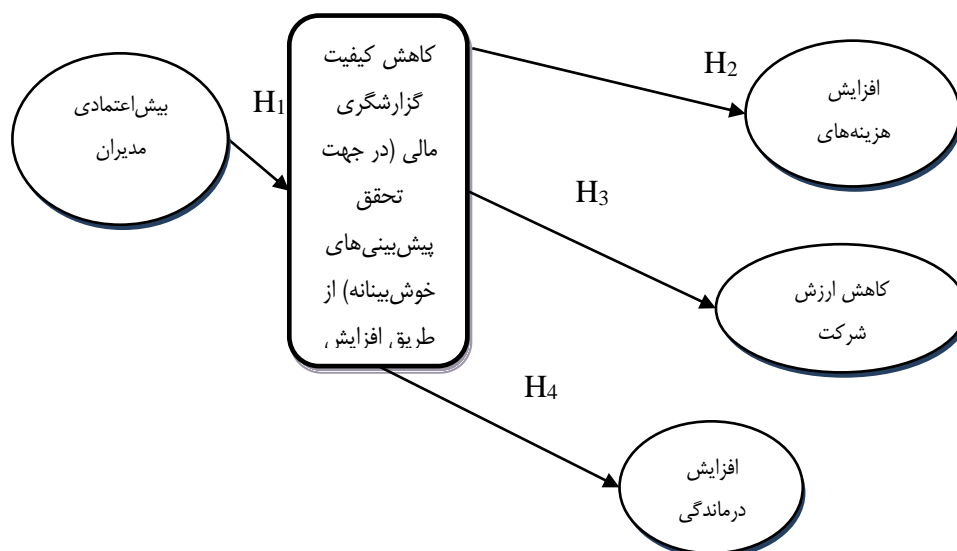 بیش‌اعتمادی
مدیران
H1
کاهش کیفیت
گزارشگری
مالی (در جهت
تحقق
پیش‌بینی‌های
خوش‌بینانه) از
طریق افزایش
H2
افزایش
هزینه‌های
H3
کاهش ارزش
شرکت
H4
افزایش
درماندگی